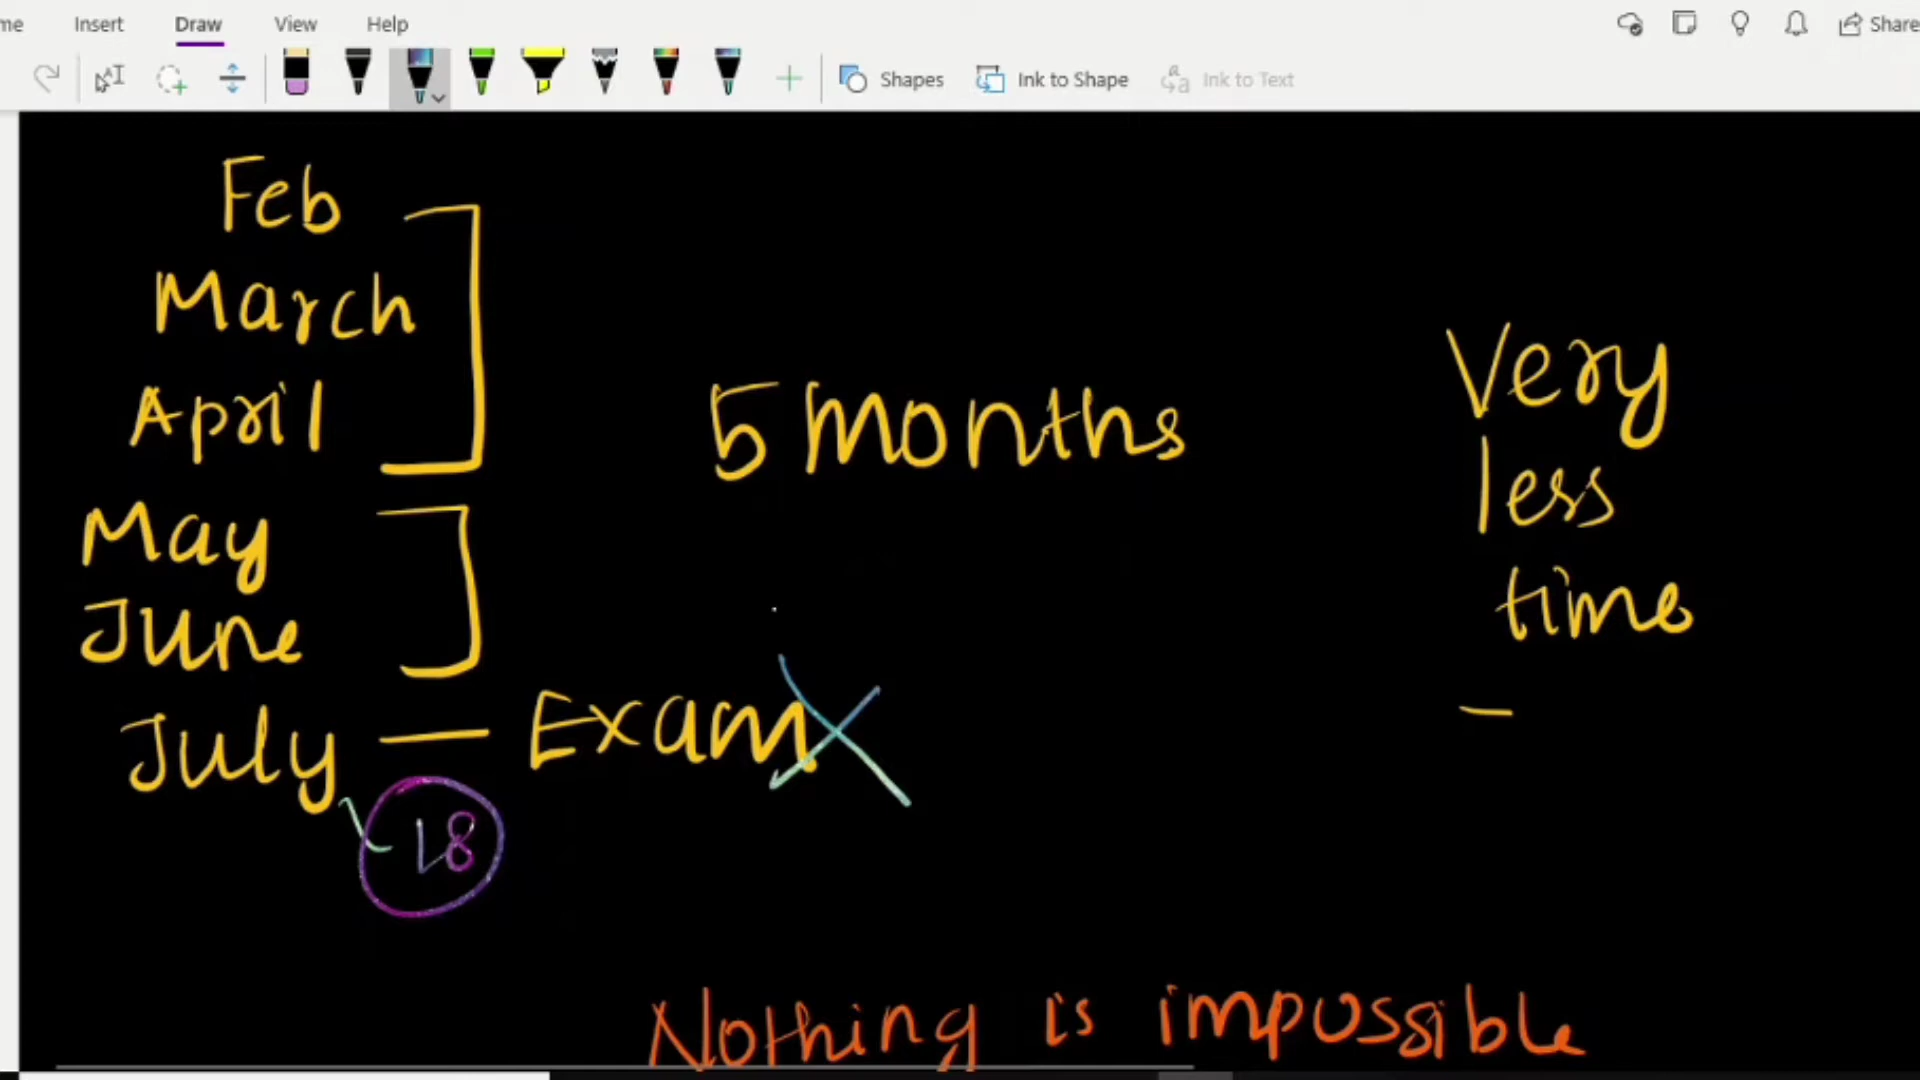 me Insert Draw View Help Share
Shapes Ink to Shape Ink to Text
Feb
March
April
May
June
July — Exam
18
5 months
Very
less
time
Nothing is impossible